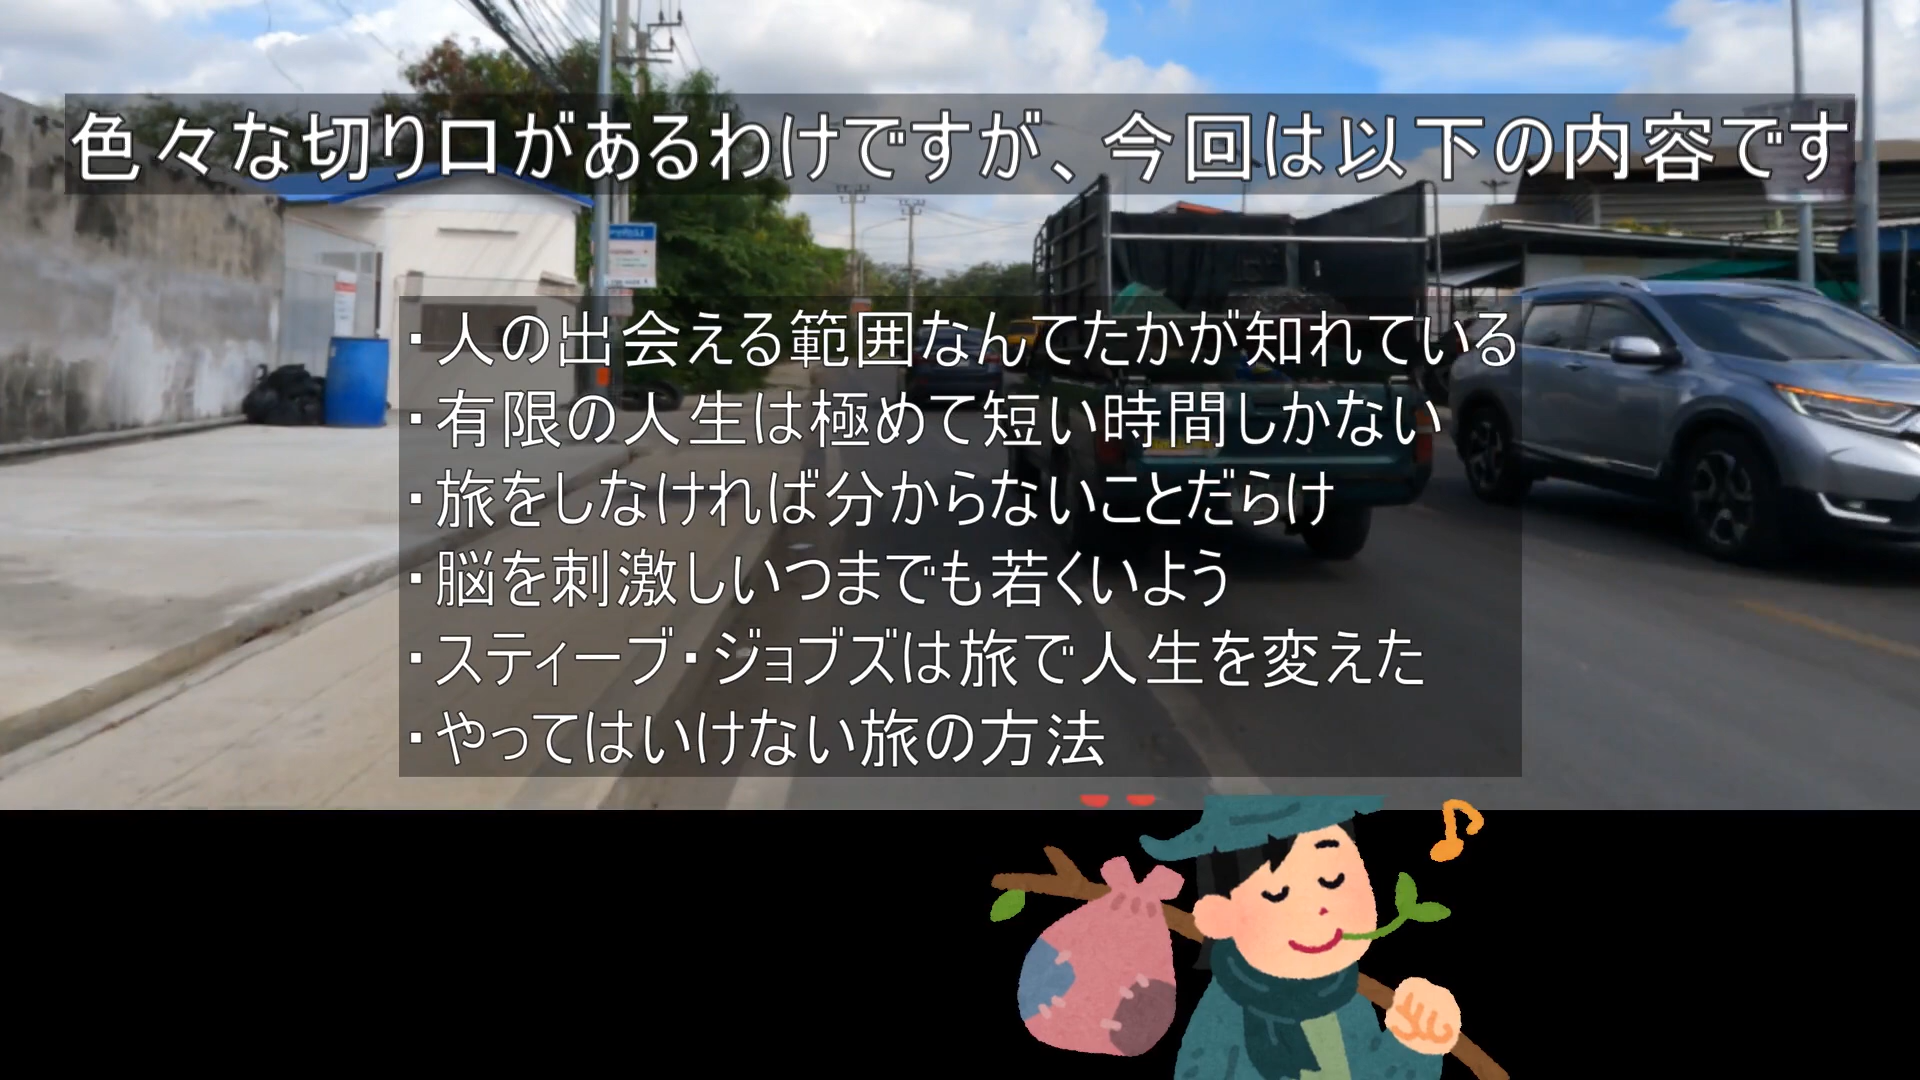 色々な切り口があるわけですが、今回は以下の内容です
・人の出会える範囲なんてたかが知れている
・有限の人生は極めて短い時間しかない
・旅をしなければ分からないことだらけ
・脳を刺激しいつまでも若くいよう
・スティーブ・ジョブズは旅で人生を変えた
・やってはいけない旅の方法